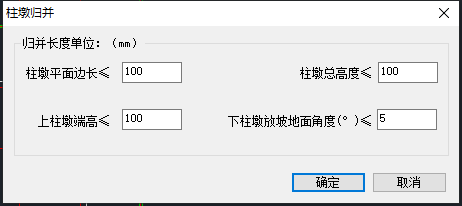 柱墩归并
归并长度单位：（mm）
柱墩平面边长≤ 100 柱墩总高度≤ 100
上柱墩端高≤ 100 下柱墩放坡地面角度(° )≤ 5
确定 取消